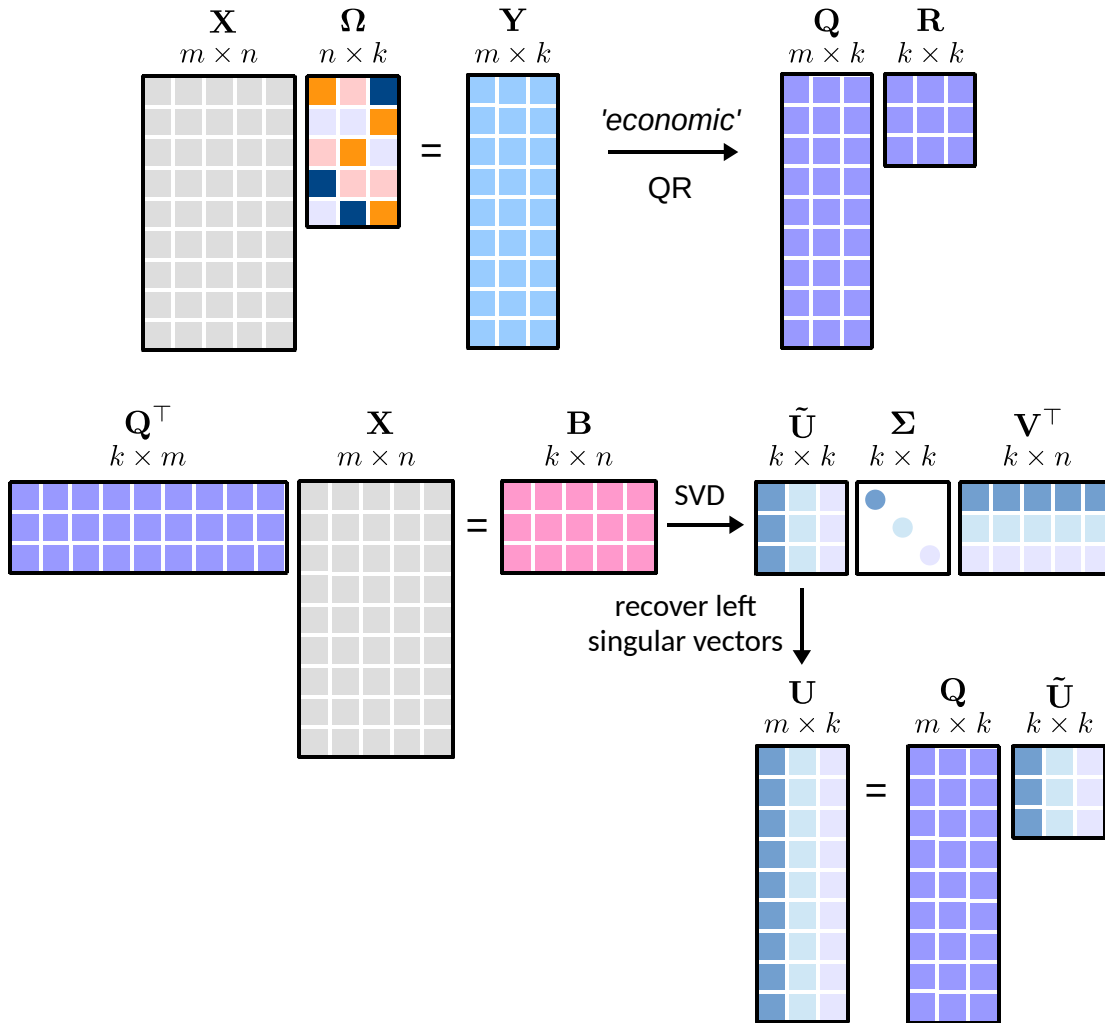 X Ω Y Q R
m × n n × k m × k m × k k × k
= 'economic'
QR
Q⊤ X B Ũ Σ V⊤
k × m m × n k × n k × k k × k k × n
= SVD
recover left
singular vectors
U Q Ũ
m × k m × k k × k
=